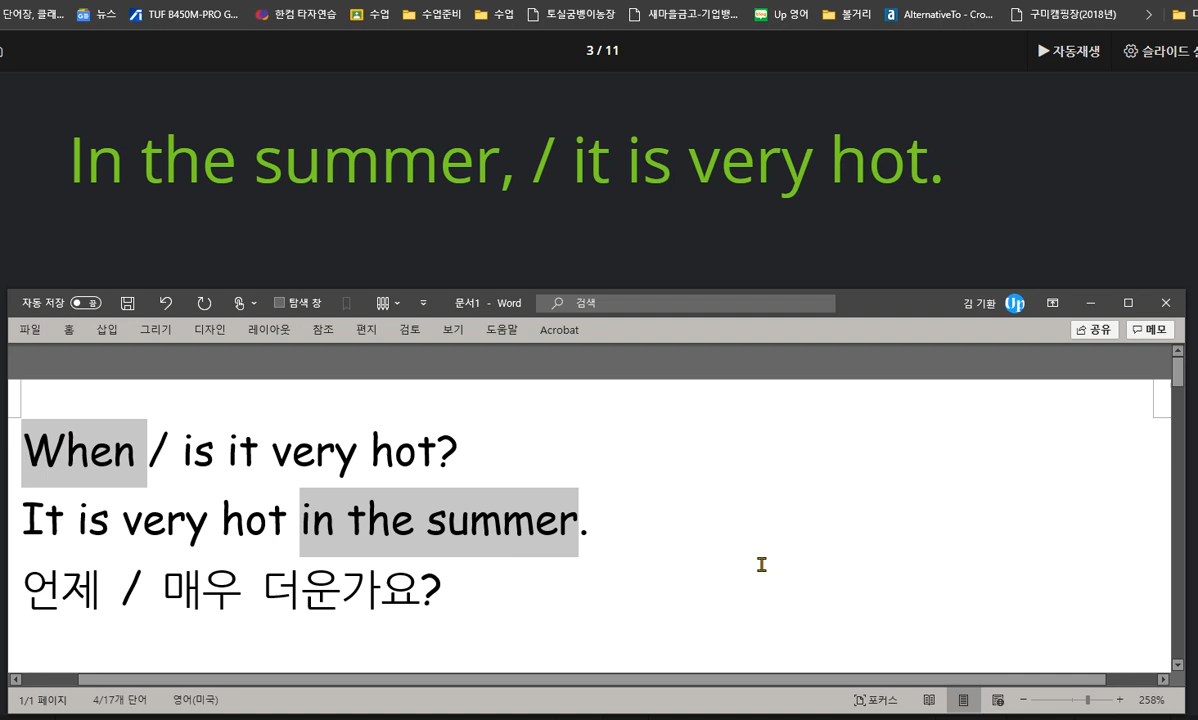 단어장, 클래... 뉴스 TUF B450M-PRO G... 한컴 타자연습 수업 수업준비 수업 토실굼벵이농장 새마을금고-기업뱅... Up 영어 볼거리 AlternativeTo - Cro... 구미캠핑장(2018년)
3 / 11 자동재생 슬라이드
In the summer, / it is very hot.
자동 저장 끔 탐색 창 문서1 - Word 검색 김 기환 Up
파일 홈 삽입 그리기 디자인 레이아웃 참조 편지 검토 보기 도움말 Acrobat 공유 메모
When / is it very hot?
It is very hot in the summer.
언제 / 매우 더운가요?
1/1 페이지 4/17개 단어 영어(미국) 포커스 258%